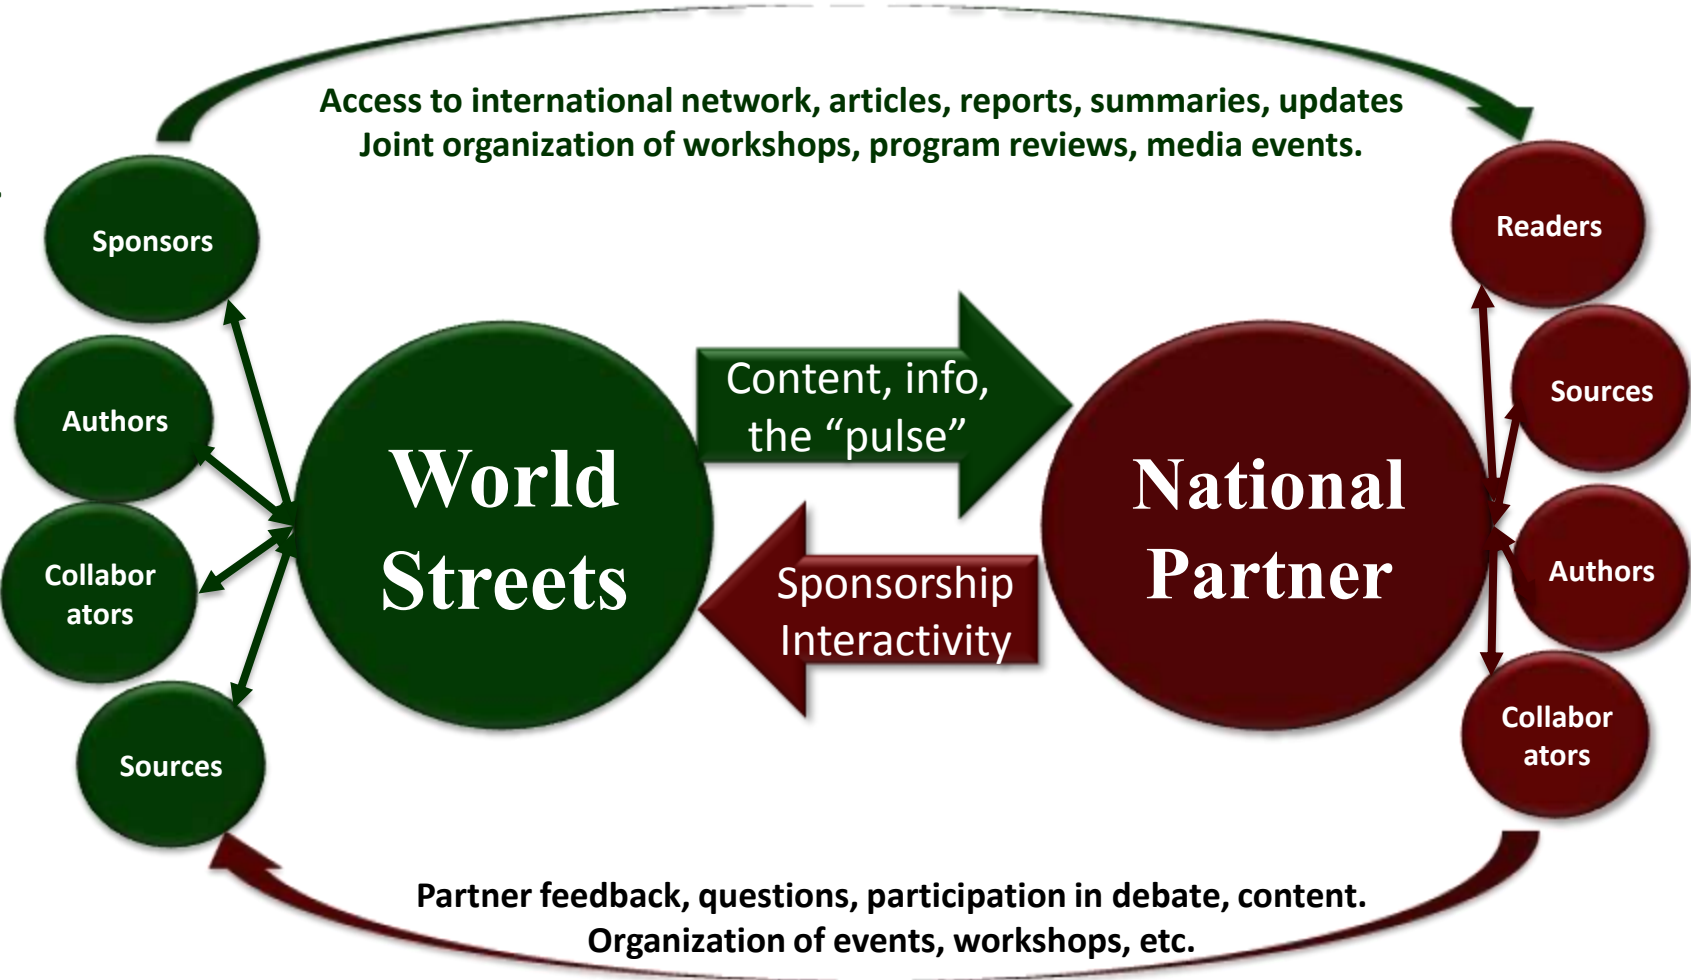 Access to international network, articles, reports, summaries, updates
Joint organization of workshops, program reviews, media events.
Sponsors
Authors
Collabor
ators
Sources
World
Streets
Content, info,
the “pulse”
Sponsorship
Interactivity
National
Partner
Readers
Sources
Authors
Collabor
ators
Partner feedback, questions, participation in debate, content.
Organization of events, workshops, etc.